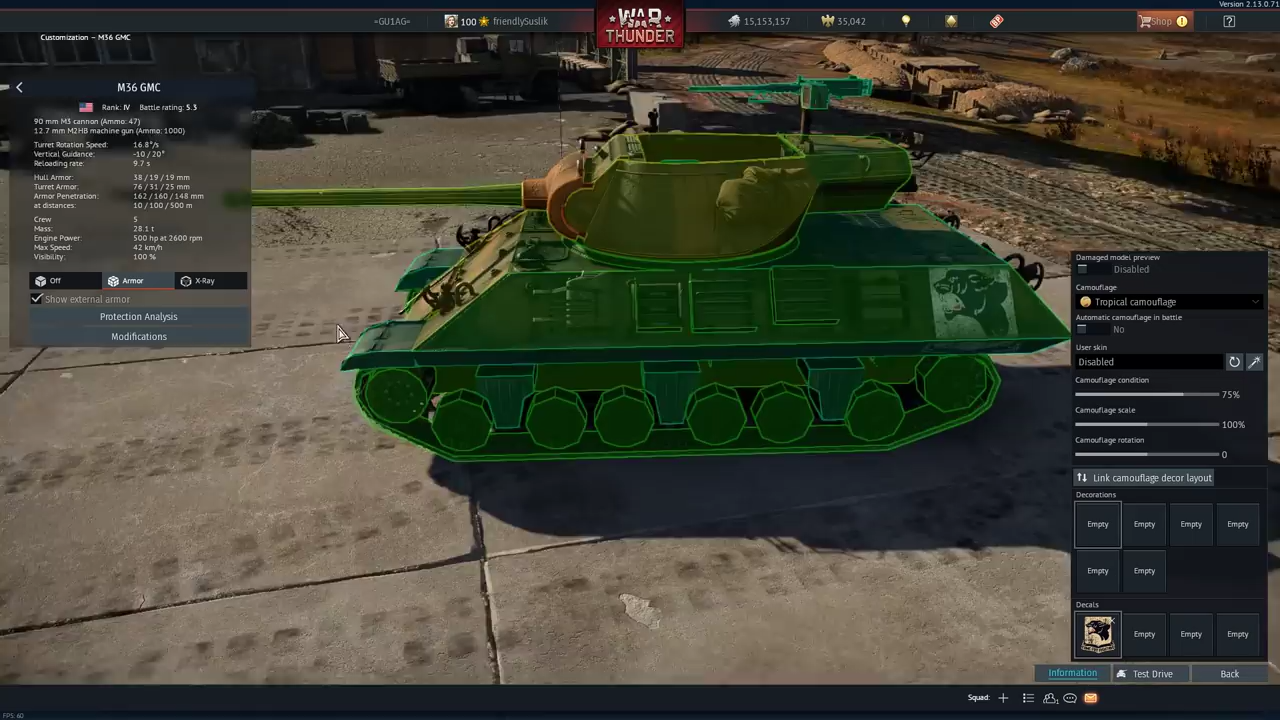 Version 2.13.0.71
=GU1AG=
100
friendlySuslik
WAR
THUNDER
15,153,157
35,042
Shop
Customization – M36 GMC
M36 GMC
Rank: IV Battle rating: 5.3
90 mm M3 cannon (Ammo: 47)
12.7 mm M2HB machine gun (Ammo: 1000)
Turret Rotation Speed: 16.8°/s
Vertical Guidance: -10 / 20°
Reloading rate: 9.7 s
Hull Armor: 38 / 19 / 19 mm
Turret Armor: 76 / 31 / 25 mm
Armor Penetration: 162 / 160 / 148 mm
at distances: 10 / 100 / 500 m
Crew 5
Mass: 28.1 t
Engine Power: 500 hp at 2600 rpm
Max Speed: 42 km/h
Visibility: 100 %
Off Armor X-Ray
Show external armor
Protection Analysis
Modifications
Damaged model preview
Disabled
Camouflage
Tropical camouflage
Automatic camouflage in battle
No
User skin
Disabled
Camouflage condition
75%
Camouflage scale
100%
Camouflage rotation
0
Link camouflage decor layout
Decorations
Empty Empty Empty Empty
Empty Empty
Decals
Empty Empty Empty
Information Test Drive Back
Squad:
FPS: 60